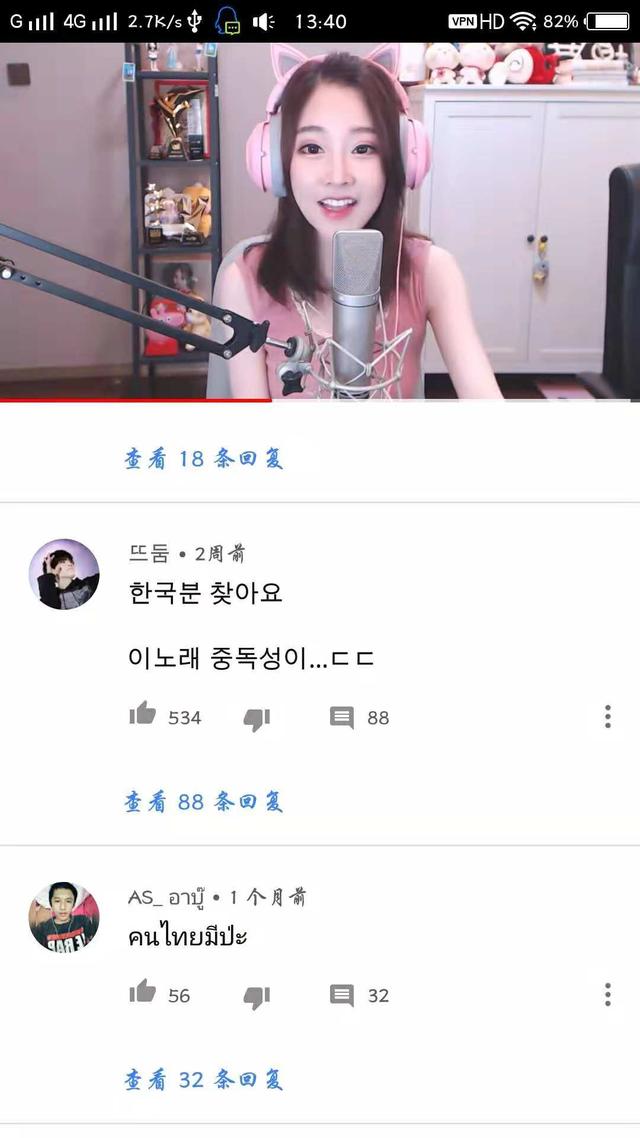 G 4G 2.7K/s 13:40 VPN HD 82%
查看 18 条回复
뜨둠 • 2周前
한국분 찾아요
이노래 중독성이...ㄷㄷ
534 88
查看 88 条回复
AS_ อาบู๊ • 1 个月前
คนไทยมีป่ะ
56 32
查看 32 条回复